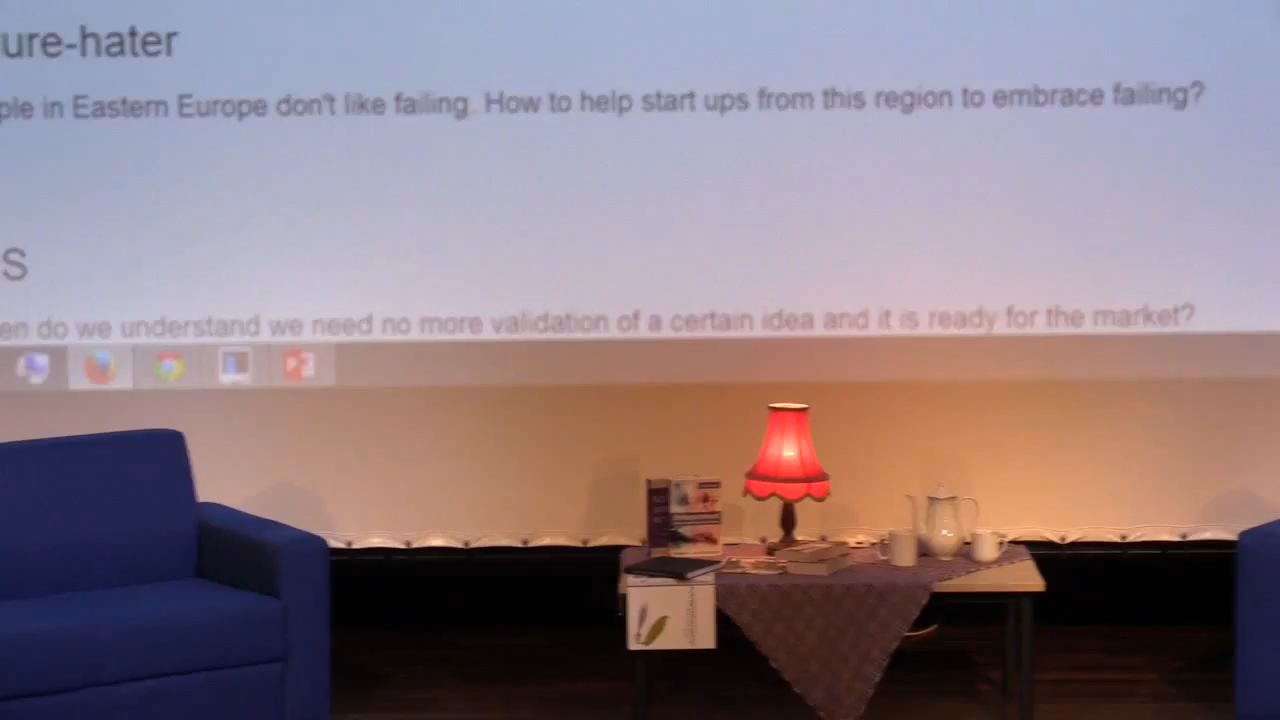 ure-hater
ple in Eastern Europe don't like failing. How to help start ups from this region to embrace failing?
S
en do we understand we need no more validation of a certain idea and it is ready for the market?